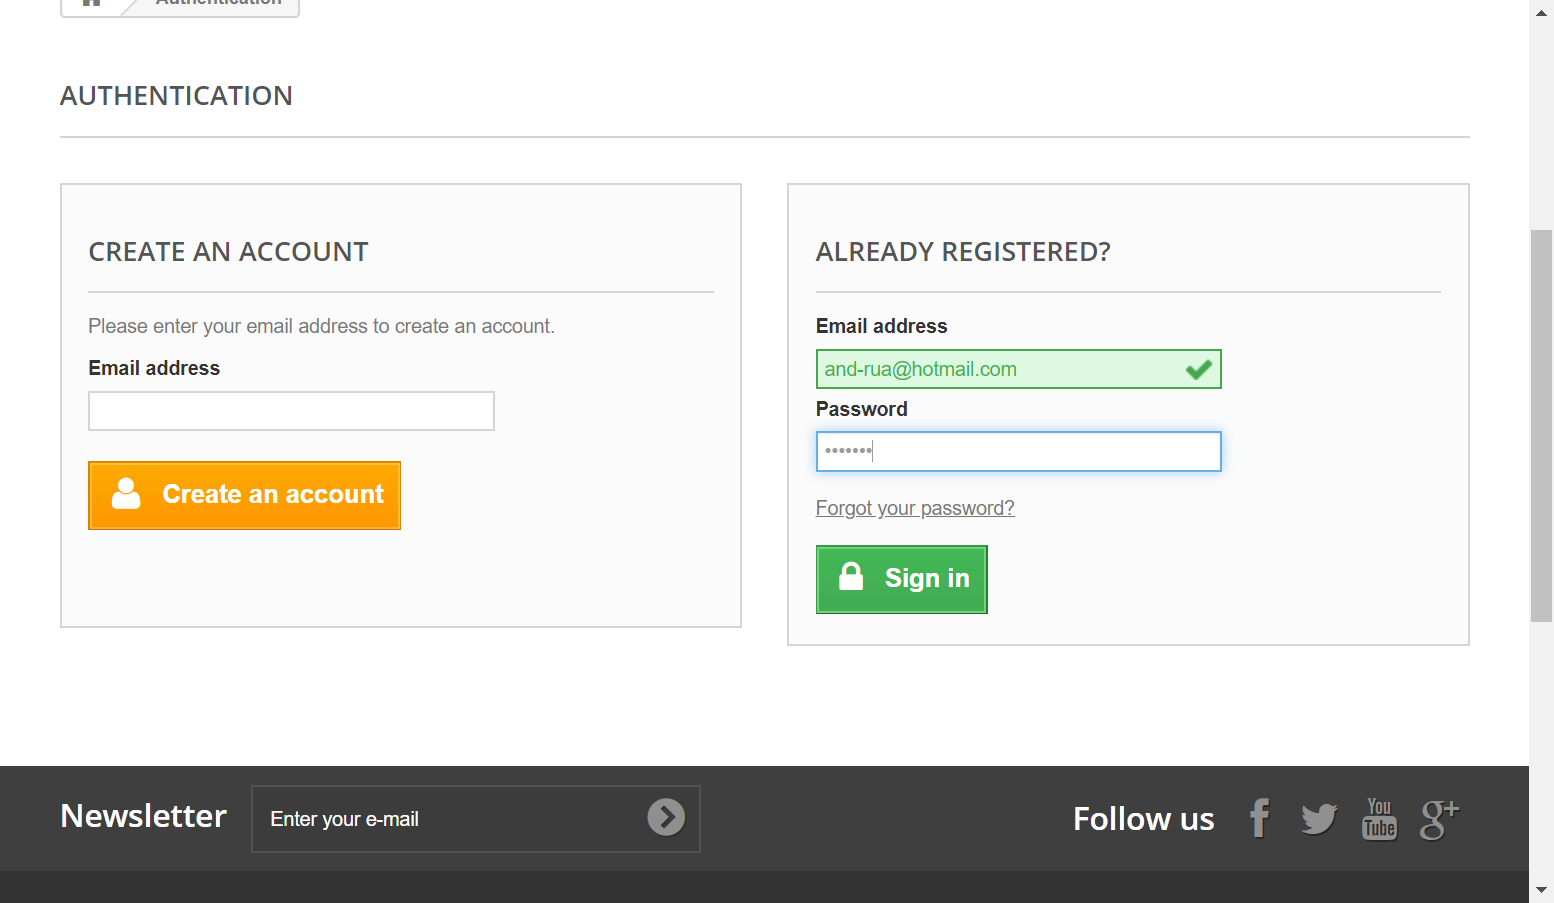 Authentication
AUTHENTICATION
CREATE AN ACCOUNT
Please enter your email address to create an account.
Email address
Create an account
ALREADY REGISTERED?
Email address
and-rua@hotmail.com
Password
•••••••
Forgot your password?
Sign in
Newsletter
Enter your e-mail
Follow us
You
Tube
g+